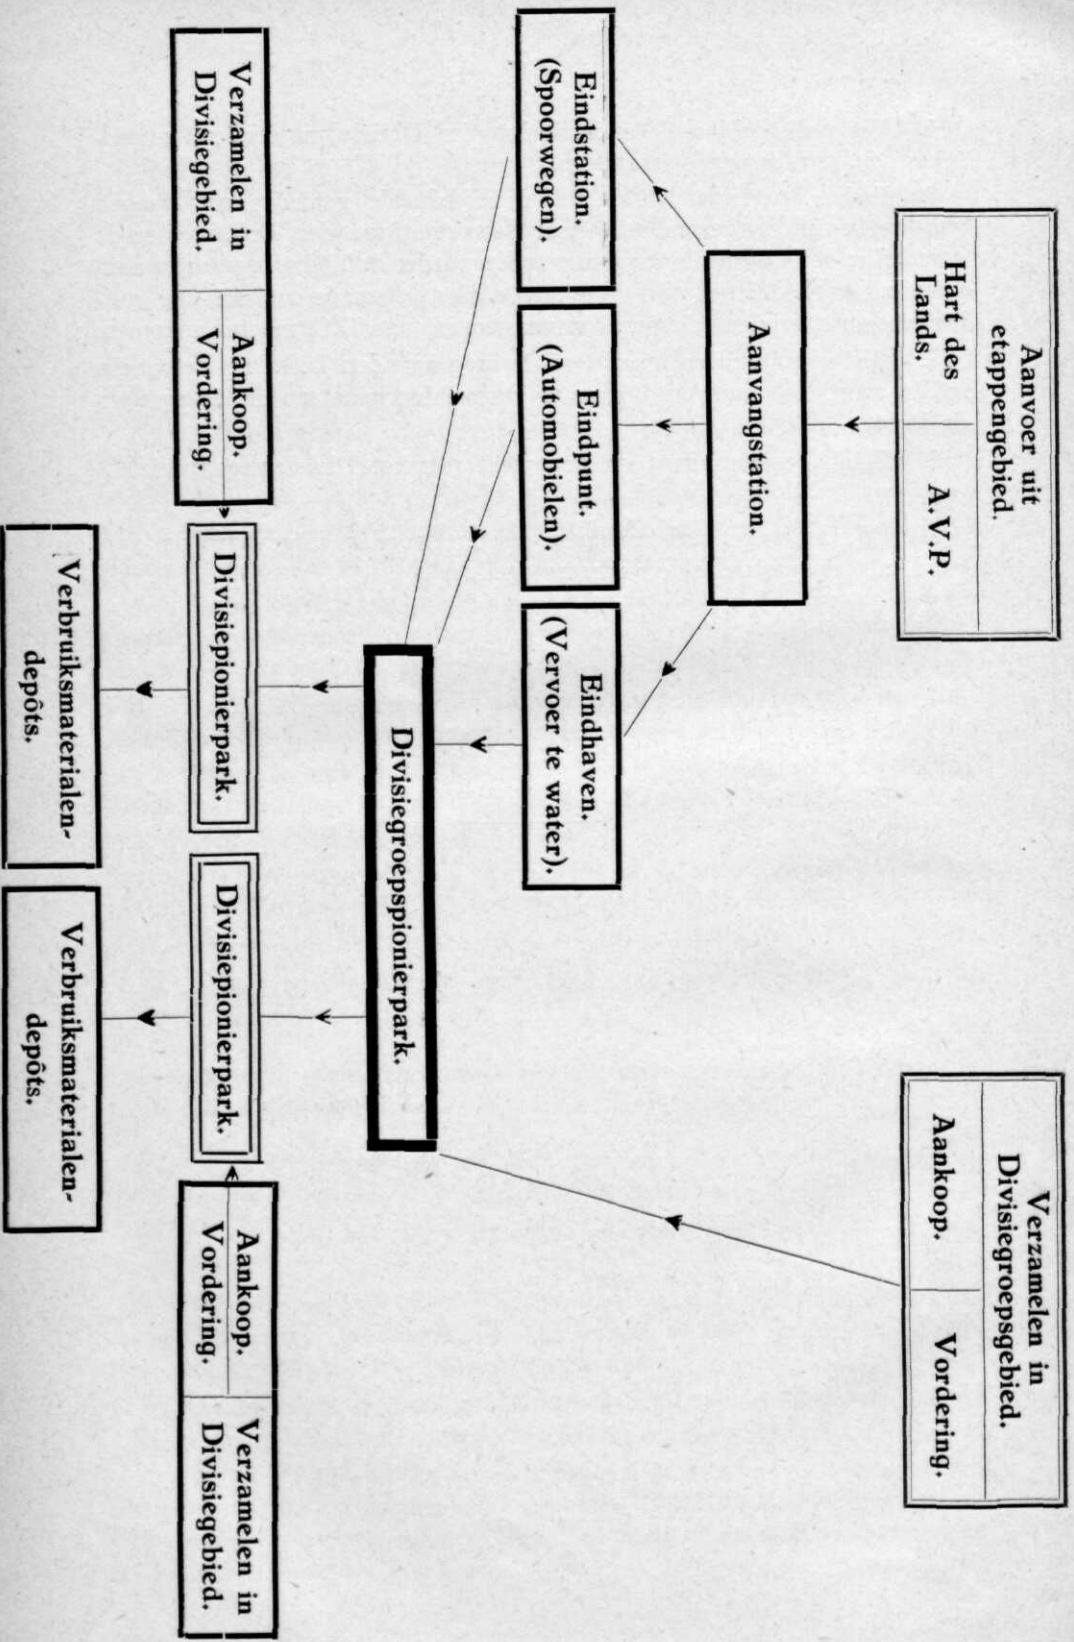 Aanvoer uit
etappengebied.
Hart des
Lands.
A.V.P.
Verzamelen in
Divisiegroepsgebied.
Aankoop.
Vordering.
Aanvangstation.
Eindstation.
(Spoorwegen).
Eindpunt.
(Automobielen).
Eindhaven.
(Vervoer te water).
Divisiegroepspionierpark.
Verzamelen in
Divisiegebied.
Aankoop.
Vordering.
Divisiepionierpark.
Divisiepionierpark.
Aankoop.
Vordering.
Verzamelen in
Divisiegebied.
Verbruiksmaterialen-
depôts.
Verbruiksmaterialen-
depôts.